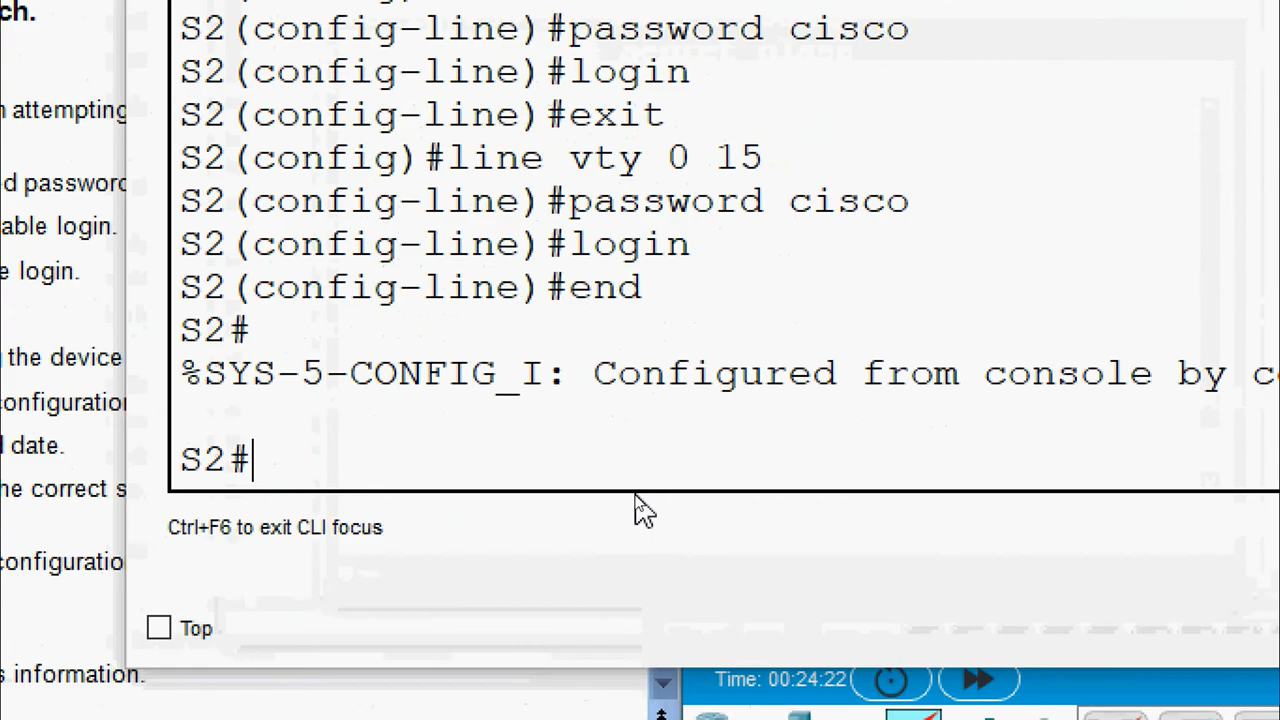 ch.
S2(config-line)#password cisco
S2(config-line)#login
n attempting
S2(config-line)#exit
S2(config)#line vty 0 15
d password
S2(config-line)#password cisco
able login.
S2(config-line)#login
e login.
S2(config-line)#end
S2#
the device
%SYS-5-CONFIG_I: Configured from console by c
configuration
d date.
S2#
he correct s
Ctrl+F6 to exit CLI focus
configuratio
Top
s information.
Time: 00:24:22